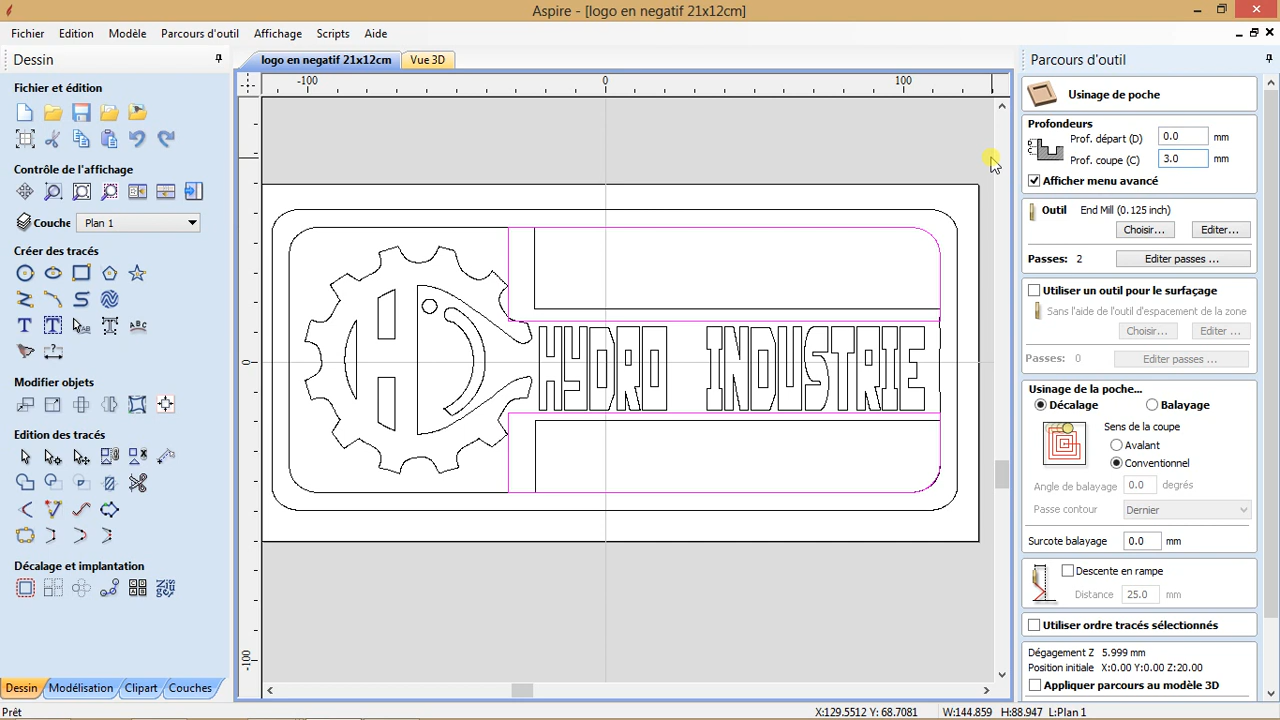 Aspire - [logo en negatif 21x12cm]
Fichier Edition Modèle Parcours d'outil Affichage Scripts Aide
Dessin
Fichier et édition
Contrôle de l'affichage
Couche Plan 1
Créer des tracés
Modifier objets
Edition des tracés
Décalage et implantation
Dessin Modélisation Clipart Couches
Prêt
logo en negatif 21x12cm Vue 3D
-100 0 100
0
-100
HYDRO INDUSTRIE
Parcours d'outil
Usinage de poche
Profondeurs
Prof. départ (D) 0.0 mm
Prof. coupe (C) 3.0 mm
Afficher menu avancé
Outil End Mill (0.125 inch)
Choisir... Editer...
Passes: 2 Editer passes ...
Utiliser un outil pour le surfaçage
Sans l'aide de l'outil d'espacement de la zone
Choisir... Editer ...
Passes: 0 Editer passes ...
Usinage de la poche...
Décalage Balayage
Sens de la coupe
Avalant
Conventionnel
Angle de balayage 0.0 degrés
Passe contour Dernier
Surcote balayage 0.0 mm
Descente en rampe
Distance 25.0 mm
Utiliser ordre tracés sélectionnés
Dégagement Z 5.999 mm
Position initiale X:0.00 Y:0.00 Z:20.00
Appliquer parcours au modèle 3D
X:129.5512 Y: 68.7081 W:144.859 H:88.947 L:Plan 1